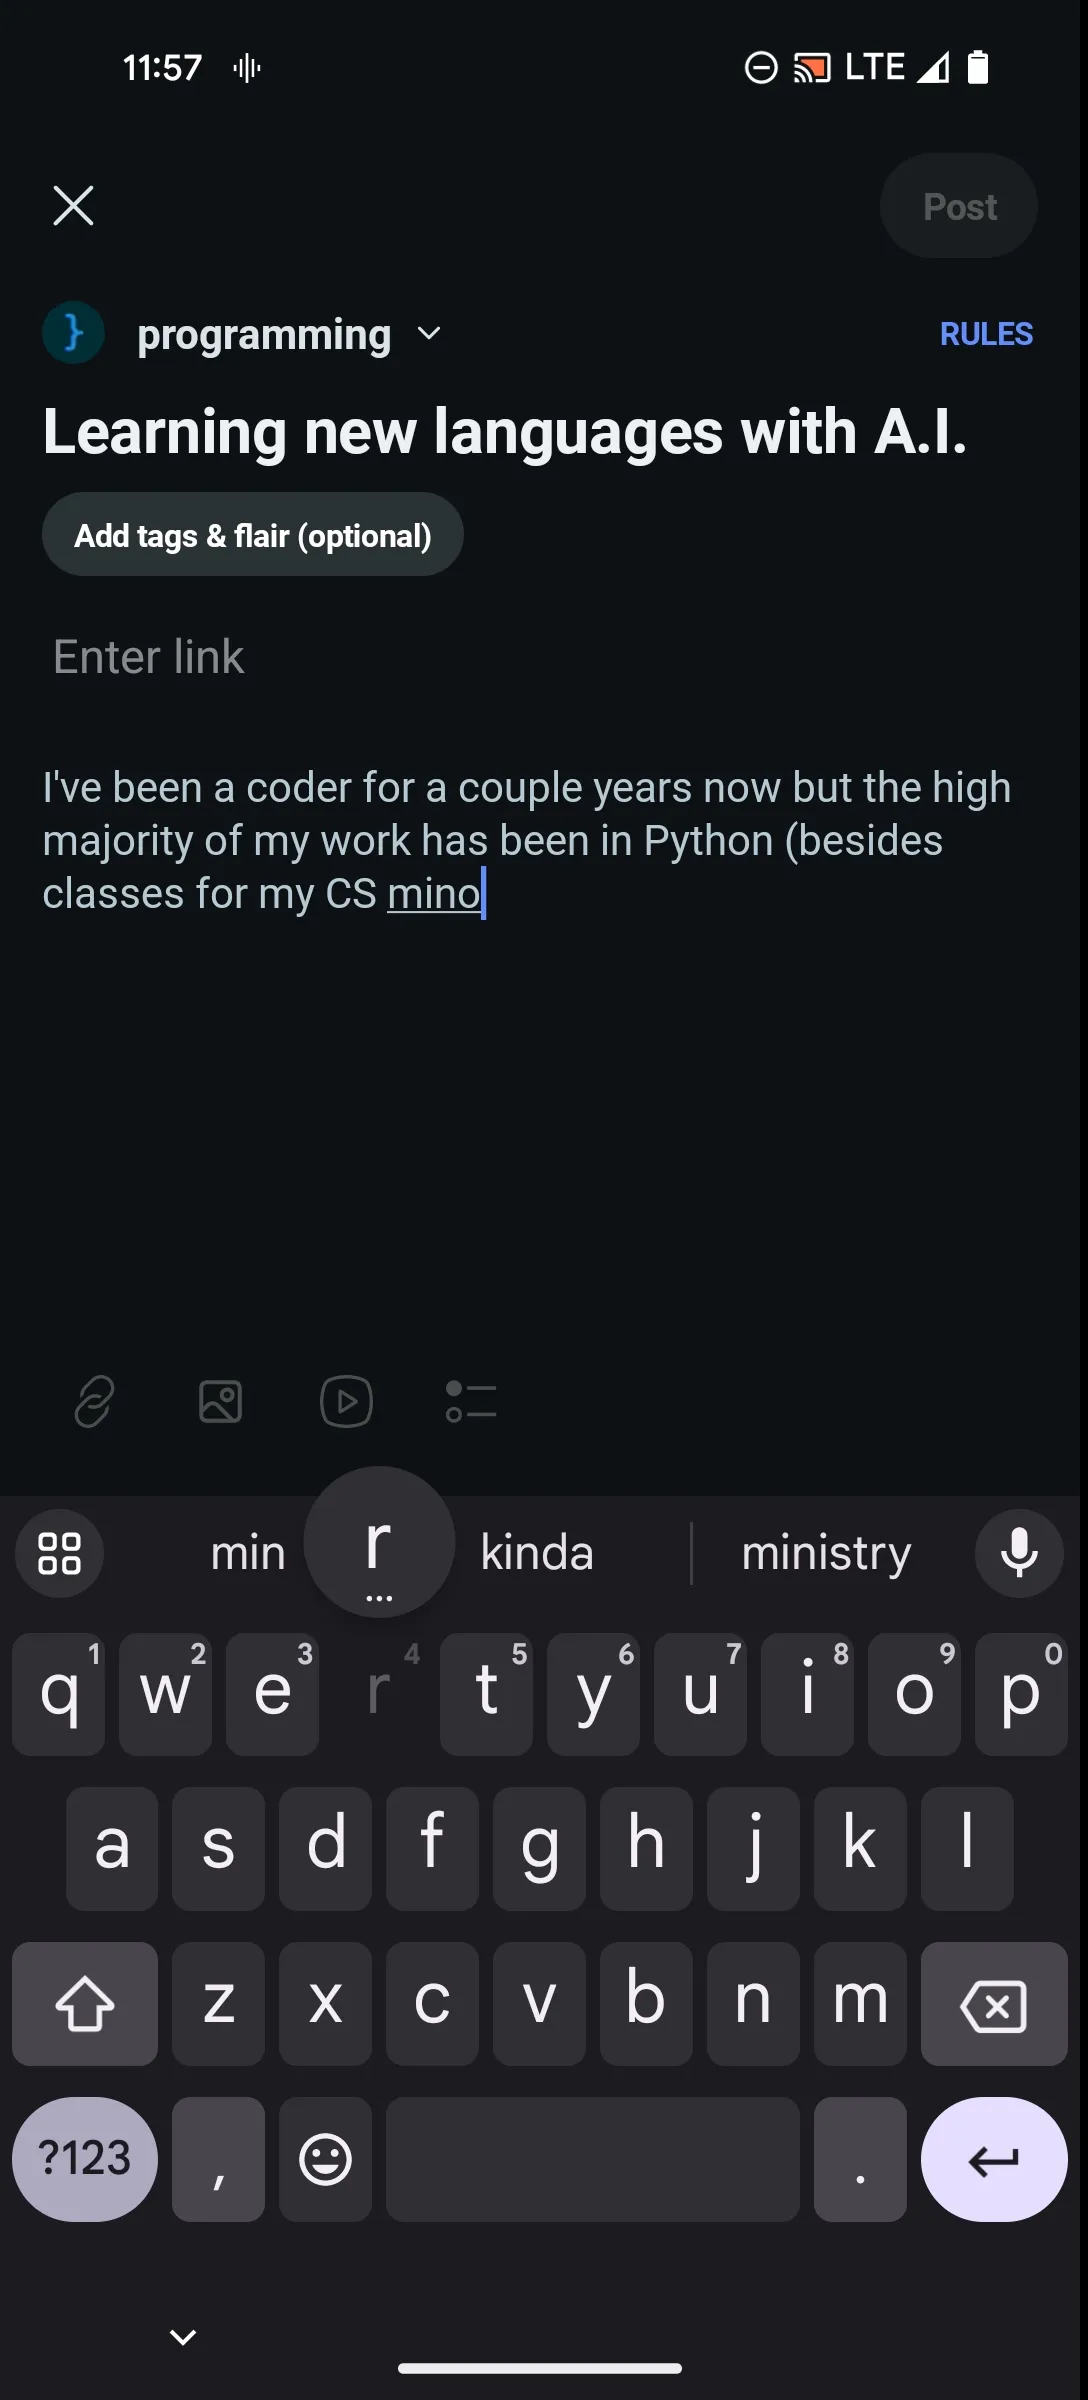 11:57 LTE
Post
programming RULES
Learning new languages with A.I.
Add tags & flair (optional)
Enter link
I've been a coder for a couple years now but the high
majority of my work has been in Python (besides
classes for my CS mino
min r kinda ministry
...
1 2 3 4 5 6 7 8 9 0
q w e r t y u i o p
a s d f g h j k l
z x c v b n m
?123 , .